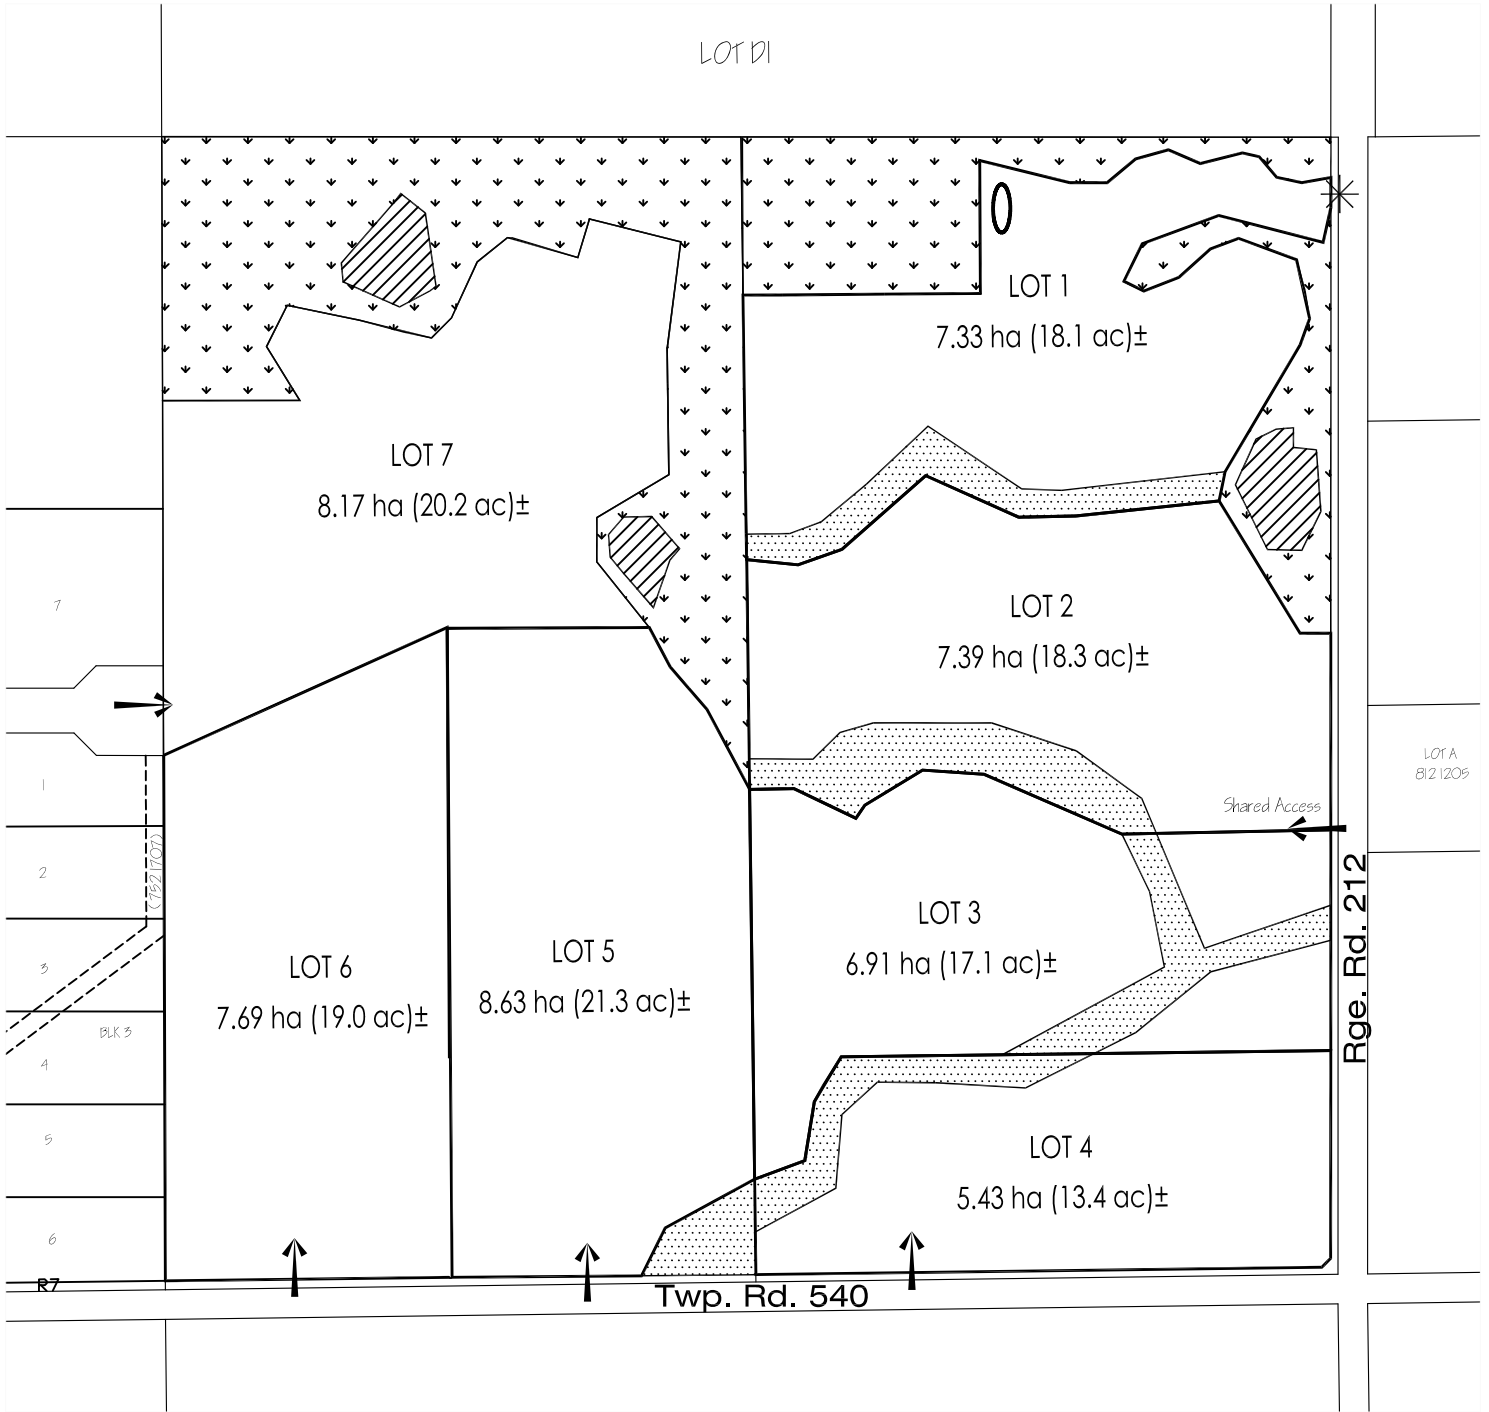 LOT D1
LOT 1
7.33 ha (18.1 ac)±
LOT 7
8.17 ha (20.2 ac)±
7
LOT 2
7.39 ha (18.3 ac)±
LOT A
812 1205
1
Shared Access
(752 1707)
2
Rge. Rd. 212
LOT 3
6.91 ha (17.1 ac)±
LOT 5
8.63 ha (21.3 ac)±
LOT 6
7.69 ha (19.0 ac)±
3
BLK 3
4
5
LOT 4
5.43 ha (13.4 ac)±
6
R7
Twp. Rd. 540